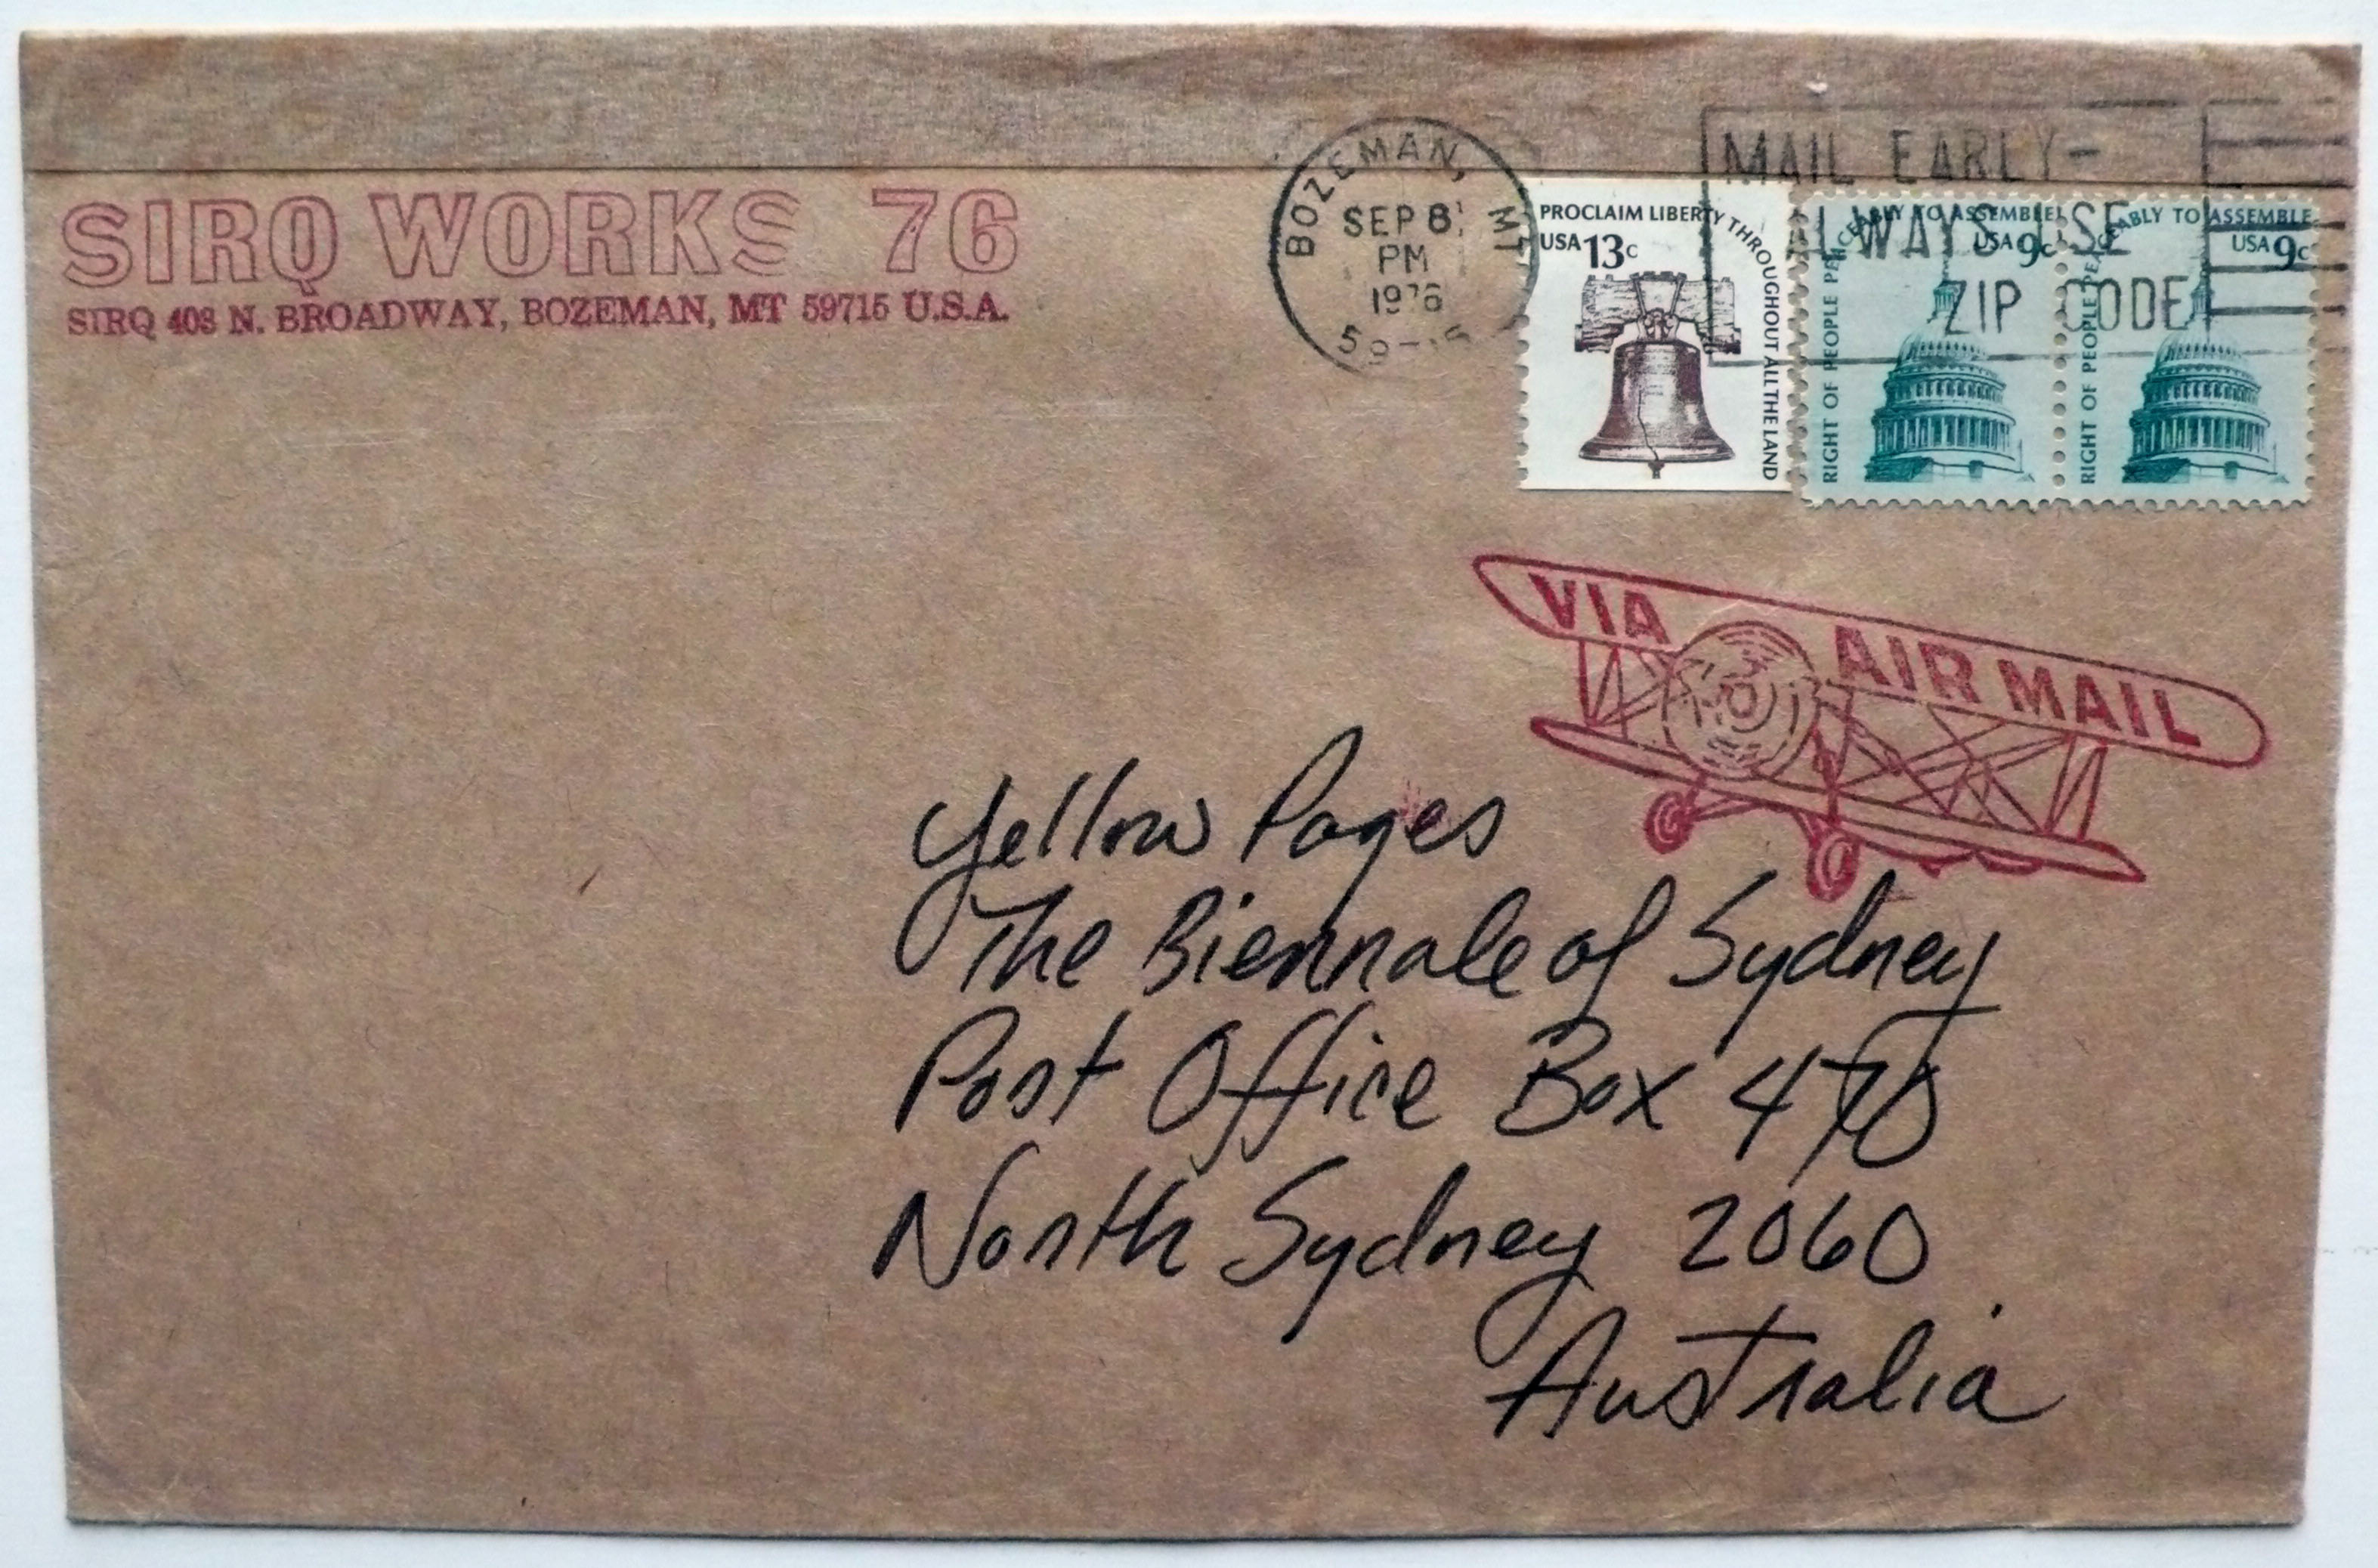 SIRQ WORKS 76
SIRQ 408 N. BROADWAY, BOZEMAN, MT 59715 U.S.A.
BOZEMAN, MT
SEP 8
PM
1976
MAIL EARLY-
ALWAYS USE
ZIP CODE
PROCLAIM LIBERTY THROUGHOUT ALL THE LAND
USA 13c
RIGHT OF PEOPLE PEACEABLY TO ASSEMBLE
USA 9c
RIGHT OF PEOPLE PEACEABLY TO ASSEMBLE
USA 9c
VIA AIR MAIL
Yellow Pages
The Biennale of Sydney
Post Office Box 470
North Sydney 2060
Australia